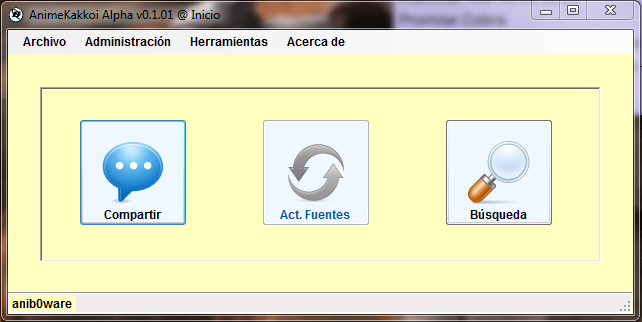 AnimeKakkoi Alpha v0.1.01 @ Inicio
Promise Cobra
Archivo Administración Herramientas Acerca de
Compartir Act. Fuentes Búsqueda
anib0ware